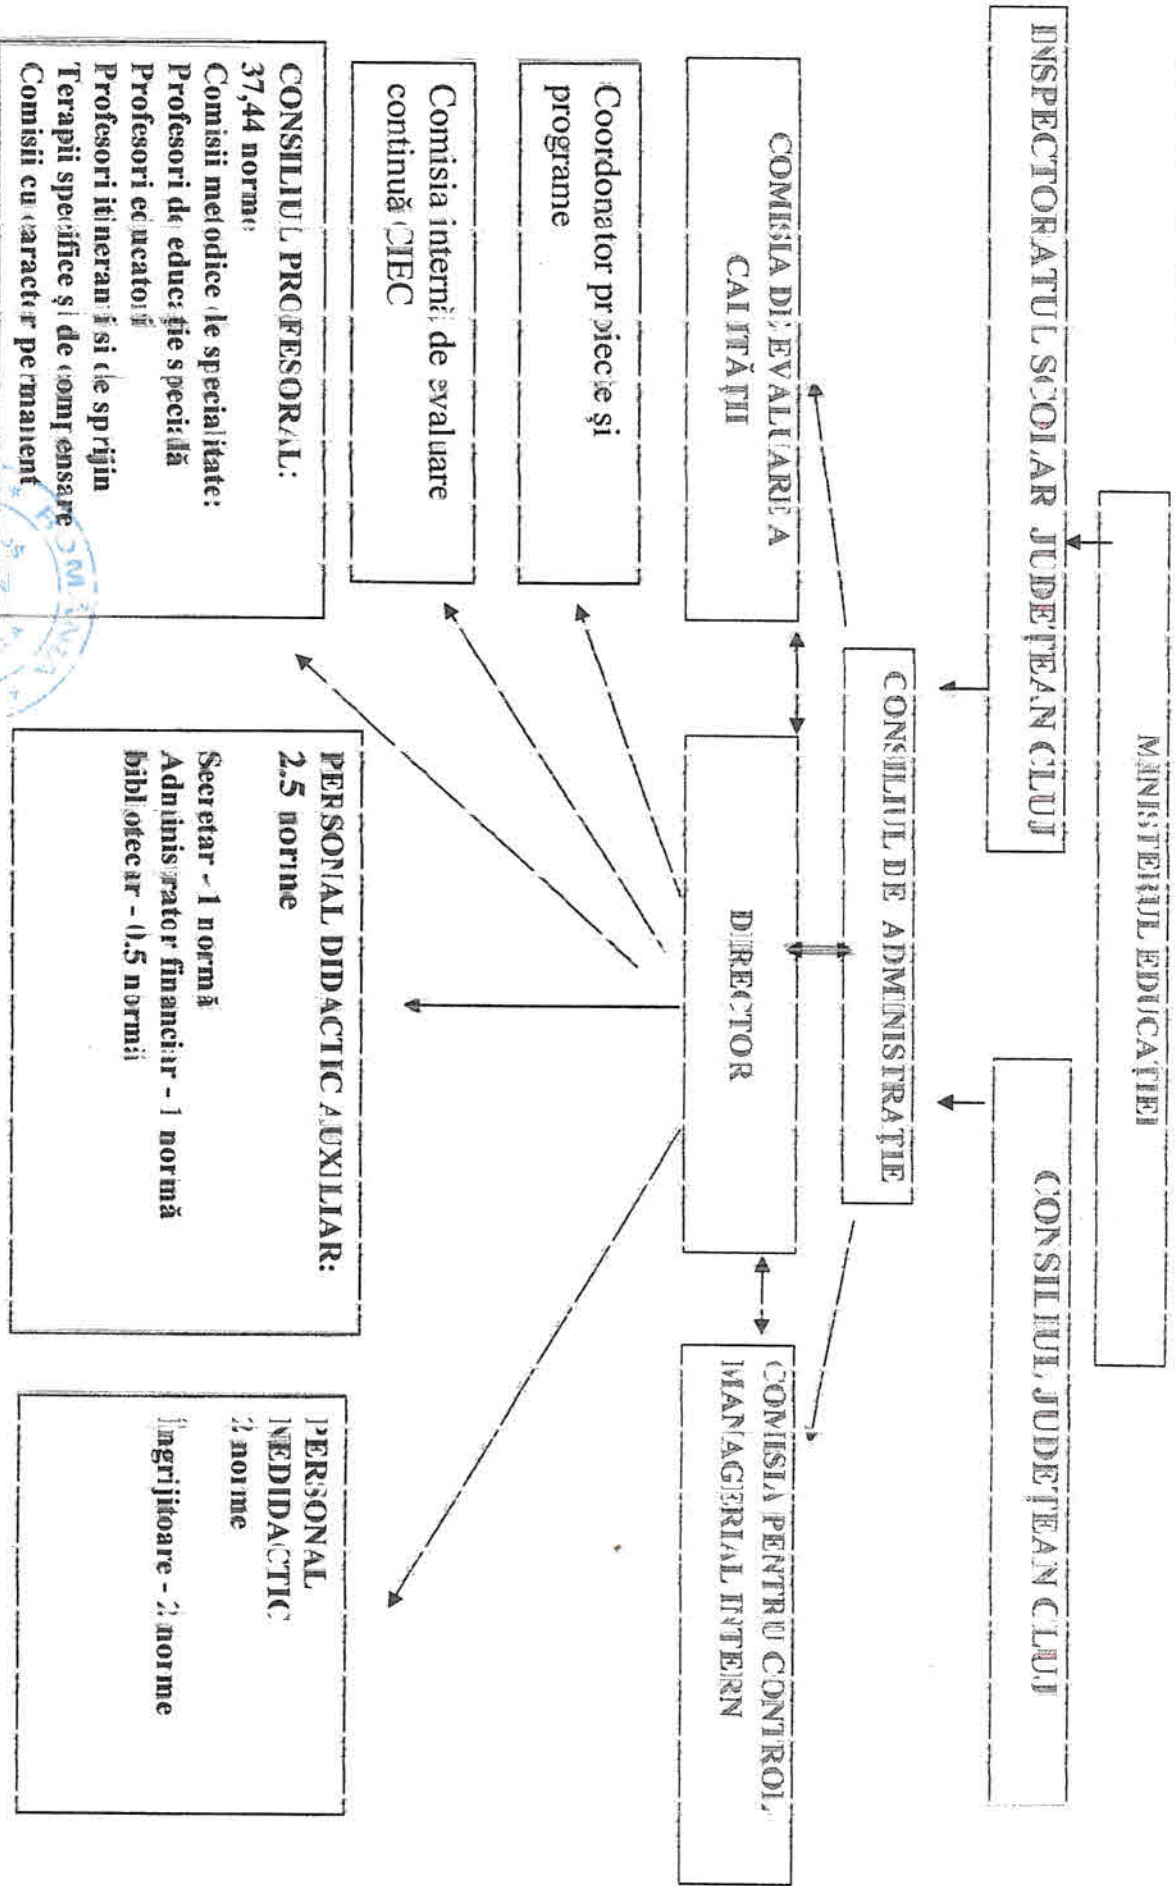 MINISTERUL EDUCAȚIEI
INSPECTORATUL SCOLAR JUDEȚEAN CLUJ
CONSILIUL JUDEȚEAN CLUJ
CONSILIUL DE ADMINISTRAȚIE
COMISIA DE EVALUARE A
CALITĂȚII
DIRECTOR
COMISIA PENTRU CONTROL
MANAGERIAL INTERN
Coordonator proiecte și
programe
Comisia internă de evaluare
continuă CIEC
CONSILIUL PROFESORAL:
37,44 norme
Comisii metodice de specialitate:
Profesori de educație specială
Profesori educatori
Profesori itineranti si de sprijin
Terapii specifice și de compensare
Comisii cu caracter permanent
PERSONAL DIDACTIC AUXILIAR:
2,5 norme
Secretar - 1 normă
Administrator financiar - 1 normă
bibliotecar - 0.5 normă
PERSONAL
NEDIDACTIC
2 norme
Îngrijitoare - 2 norme
ROMÂNIA